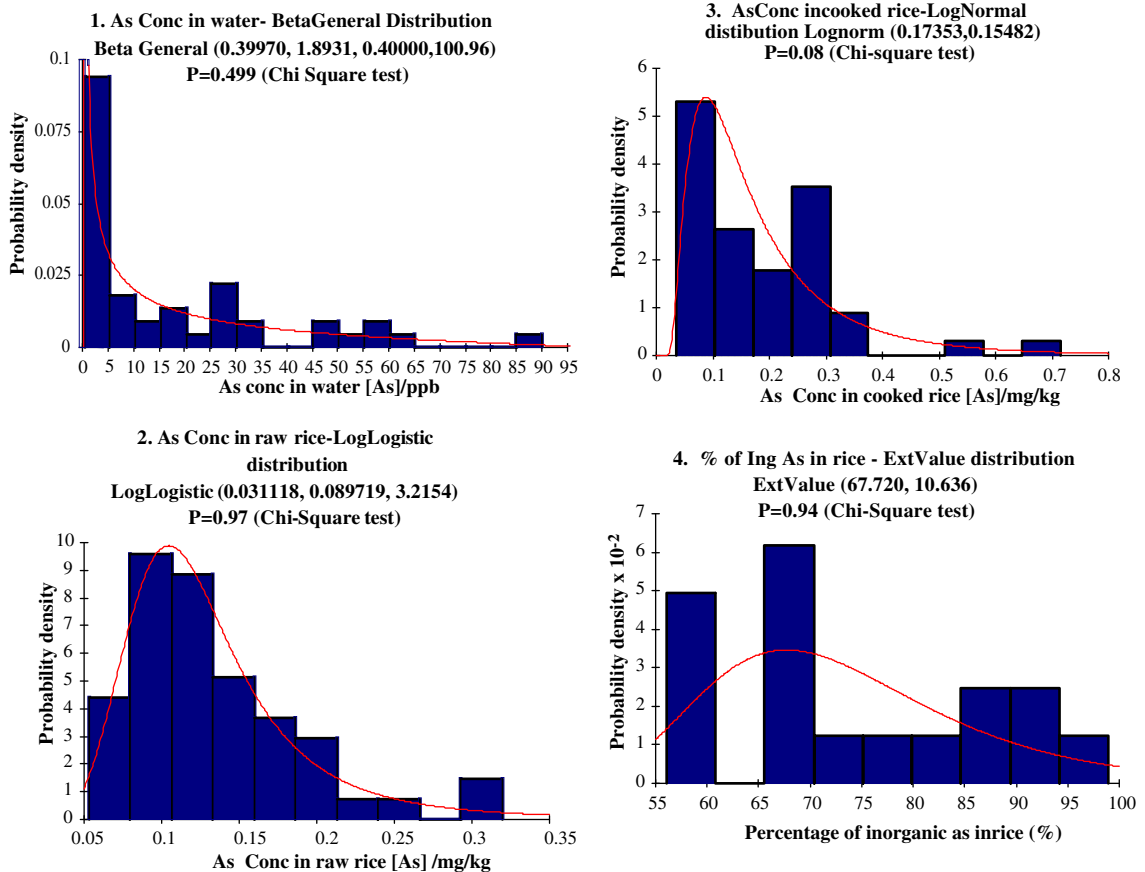 1. As Conc in water- BetaGeneral Distribution
Beta General (0.39970, 1.8931, 0.40000,100.96)
P=0.499 (Chi Square test)
Probability density
0.1
0.075
0.05
0.025
0
0 5 10 15 20 25 30 35 40 45 50 55 60 65 70 75 80 85 90 95
As conc in water [As]/ppb
2. As Conc in raw rice-LogLogistic
distribution
LogLogistic (0.031118, 0.089719, 3.2154)
P=0.97 (Chi-Square test)
Probability density
10
9
8
7
6
5
4
3
2
1
0
0.05 0.1 0.15 0.2 0.25 0.3 0.35
As Conc in raw rice [As] /mg/kg
3. AsConc incooked rice-LogNormal
distibution Lognorm (0.17353,0.15482)
P=0.08 (Chi-square test)
Probability density
6
5
4
3
2
1
0
0 0.1 0.2 0.3 0.4 0.5 0.6 0.7 0.8
As Conc in cooked rice [As]/mg/kg
4. % of Ing As in rice - ExtValue distribution
ExtValue (67.720, 10.636)
P=0.94 (Chi-Square test)
Probability density x 10-2
7
6
5
4
3
2
1
0
55 60 65 70 75 80 85 90 95 100
Percentage of inorganic as inrice (%)